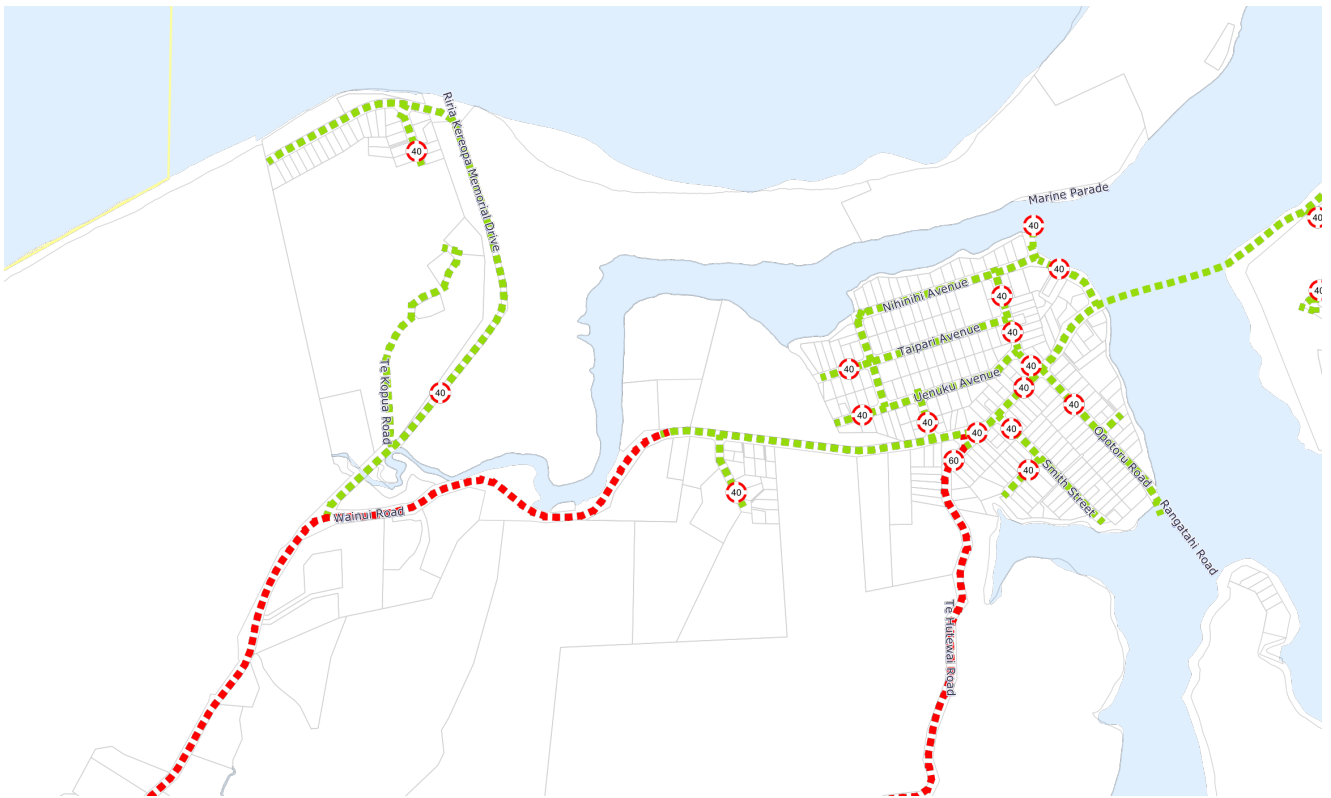 Riria Kereopa Memorial Drive
40
Marine Parade
40
40
40
40
Nihinihi Avenue
40
40
Taipari Avenue
40
40
Te Kopua Road
40
Uenuku Avenue
40
40
40
40
40
40
Opotoru Road
60
Smith Street
40
40
Wainui Road
Rangatahi Road
Te Hutewai Road